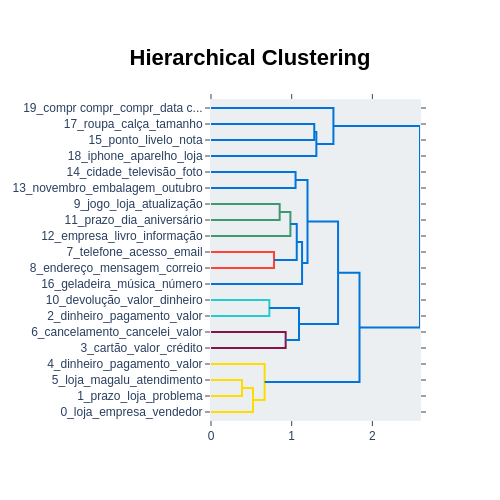 Hierarchical Clustering
19_compr compr_compr_data c...
17_roupa_calça_tamanho
15_ponto_livelo_nota
18_iphone_aparelho_loja
14_cidade_televisão_foto
13_novembro_embalagem_outubro
9_jogo_loja_atualização
11_prazo_dia_aniversário
12_empresa_livro_informação
7_telefone_acesso_email
8_endereço_mensagem_correio
16_geladeira_música_número
10_devolução_valor_dinheiro
2_dinheiro_pagamento_valor
6_cancelamento_cancelei_valor
3_cartão_valor_crédito
4_dinheiro_pagamento_valor
5_loja_magalu_atendimento
1_prazo_loja_problema
0_loja_empresa_vendedor
0 1 2